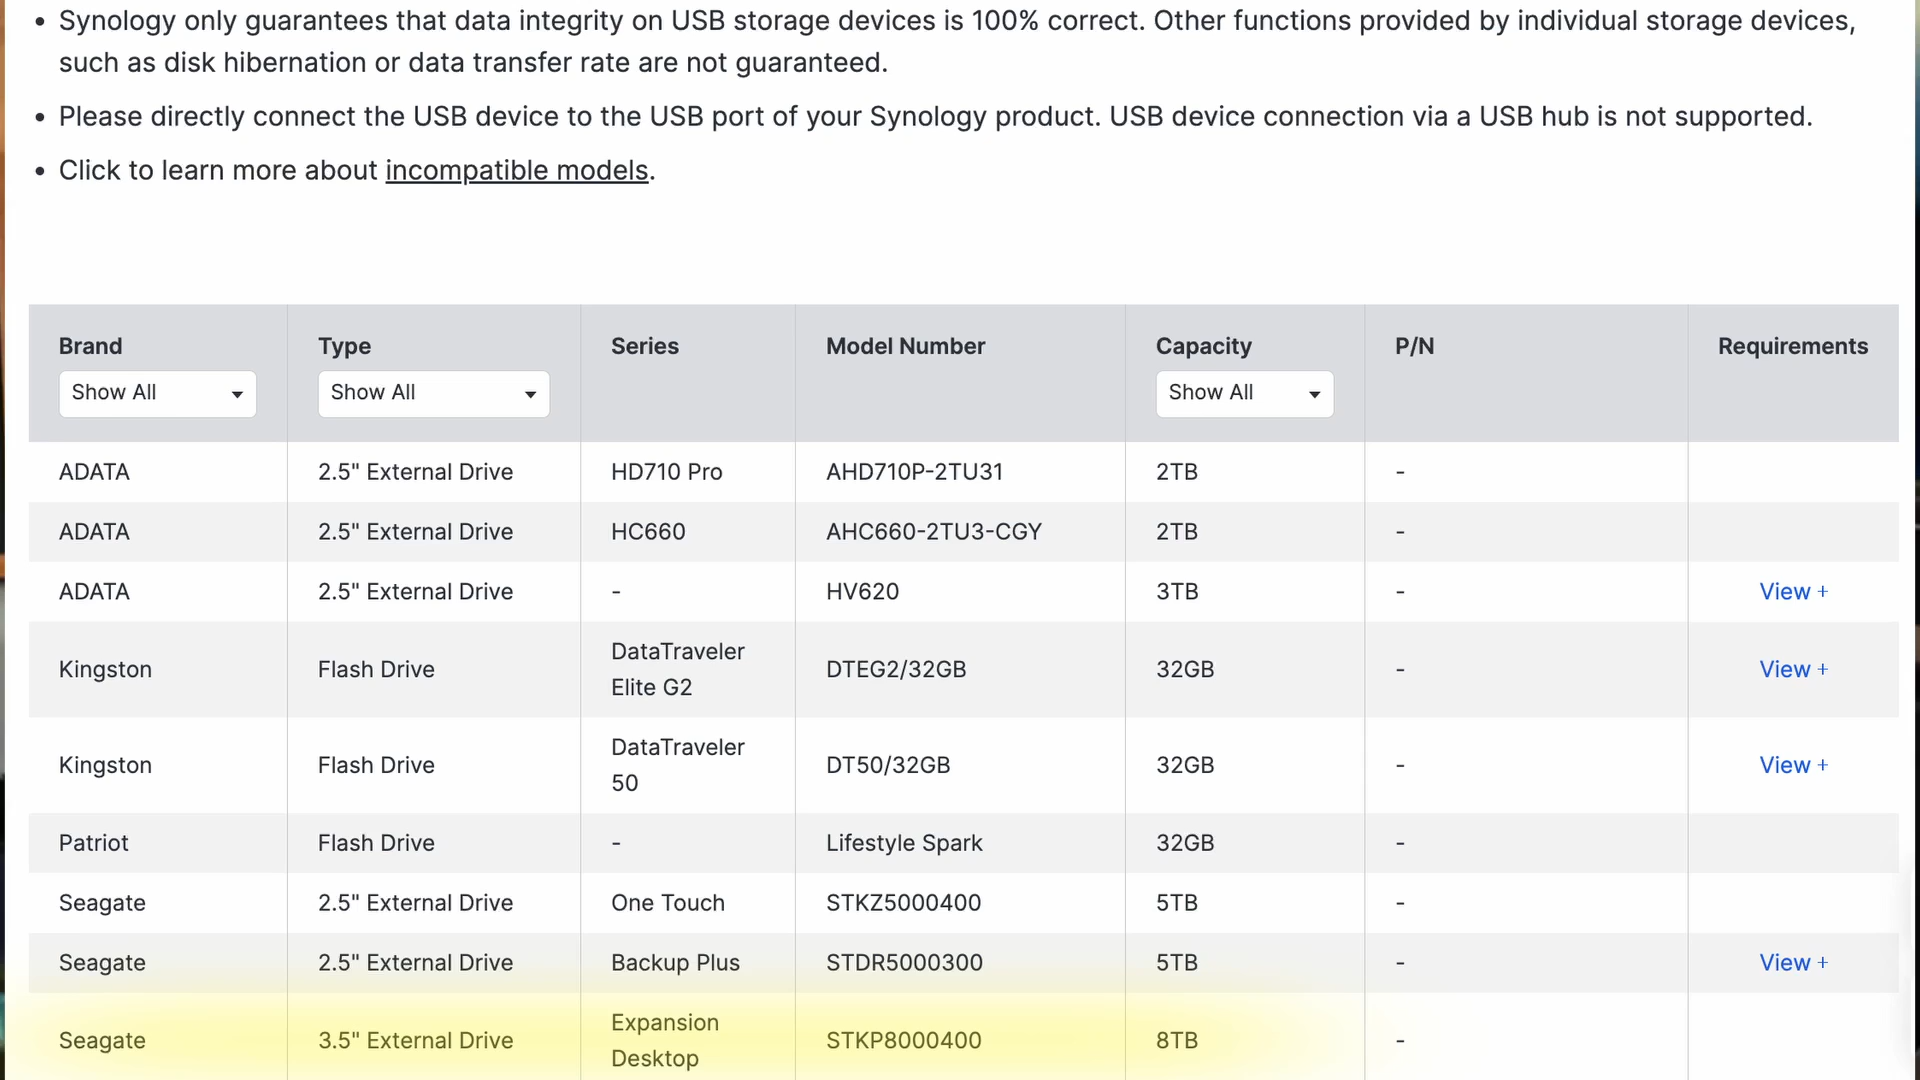 • Synology only guarantees that data integrity on USB storage devices is 100% correct. Other functions provided by individual storage devices,
such as disk hibernation or data transfer rate are not guaranteed.
• Please directly connect the USB device to the USB port of your Synology product. USB device connection via a USB hub is not supported.
• Click to learn more about incompatible models.
Brand Type Series Model Number Capacity P/N Requirements
Show All Show All Show All
ADATA 2.5" External Drive HD710 Pro AHD710P-2TU31 2TB -
ADATA 2.5" External Drive HC660 AHC660-2TU3-CGY 2TB -
ADATA 2.5" External Drive - HV620 3TB - View +
Kingston Flash Drive DataTraveler Elite G2 DTEG2/32GB 32GB - View +
Kingston Flash Drive DataTraveler 50 DT50/32GB 32GB - View +
Patriot Flash Drive - Lifestyle Spark 32GB -
Seagate 2.5" External Drive One Touch STKZ5000400 5TB -
Seagate 2.5" External Drive Backup Plus STDR5000300 5TB - View +
Seagate 3.5" External Drive Expansion Desktop STKP8000400 8TB -